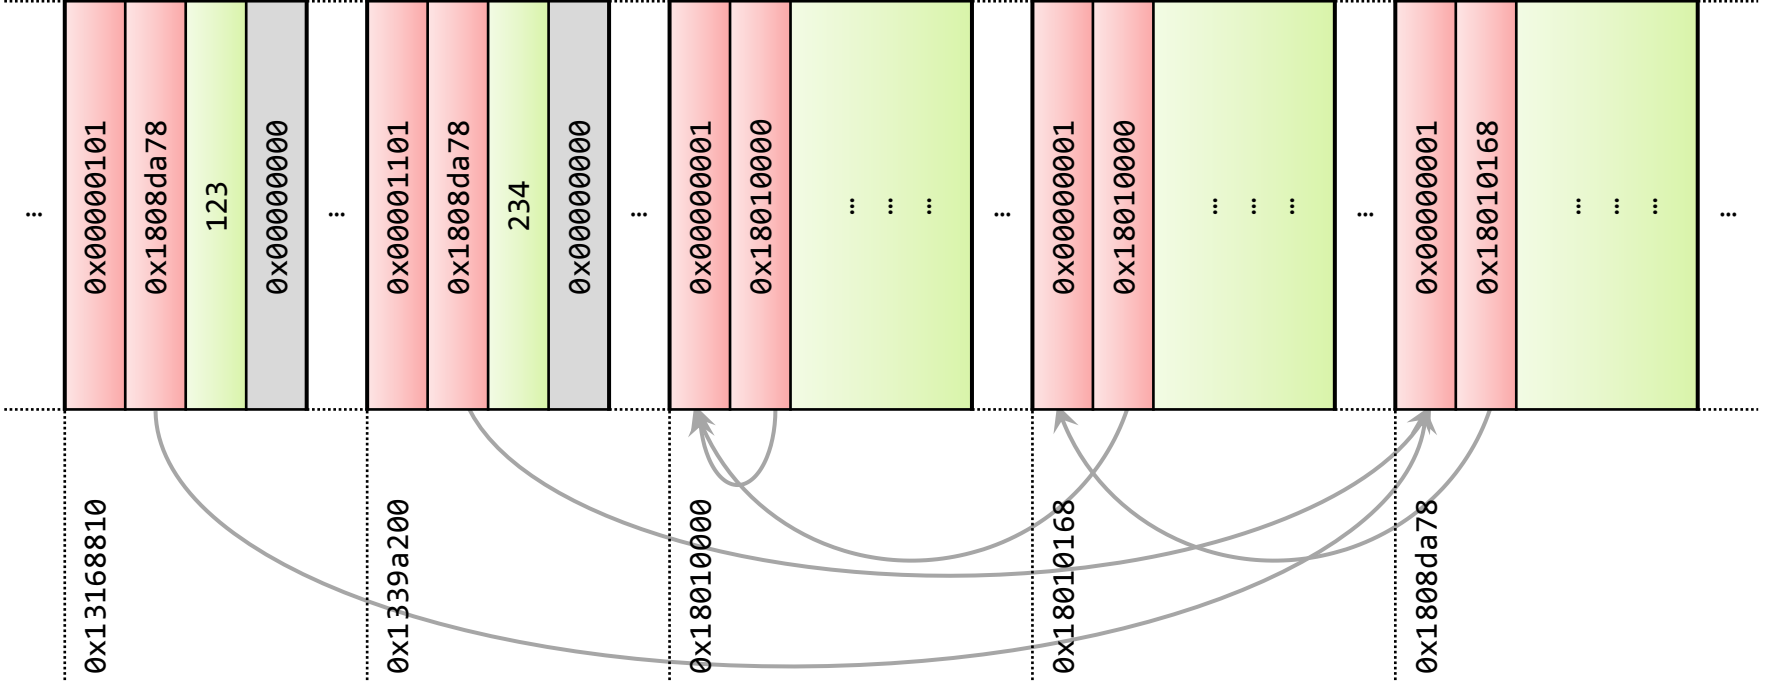 ...
0x00000101
0x1808da78
123
0x00000000
...
0x00001101
0x1808da78
234
0x00000000
...
0x00000001
0x18010000
... ... ...
...
0x00000001
0x18010000
... ... ...
...
0x00000001
0x18010168
... ... ...
...
0x13168810
0x1339a200
0x18010000
0x18010168
0x1808da78